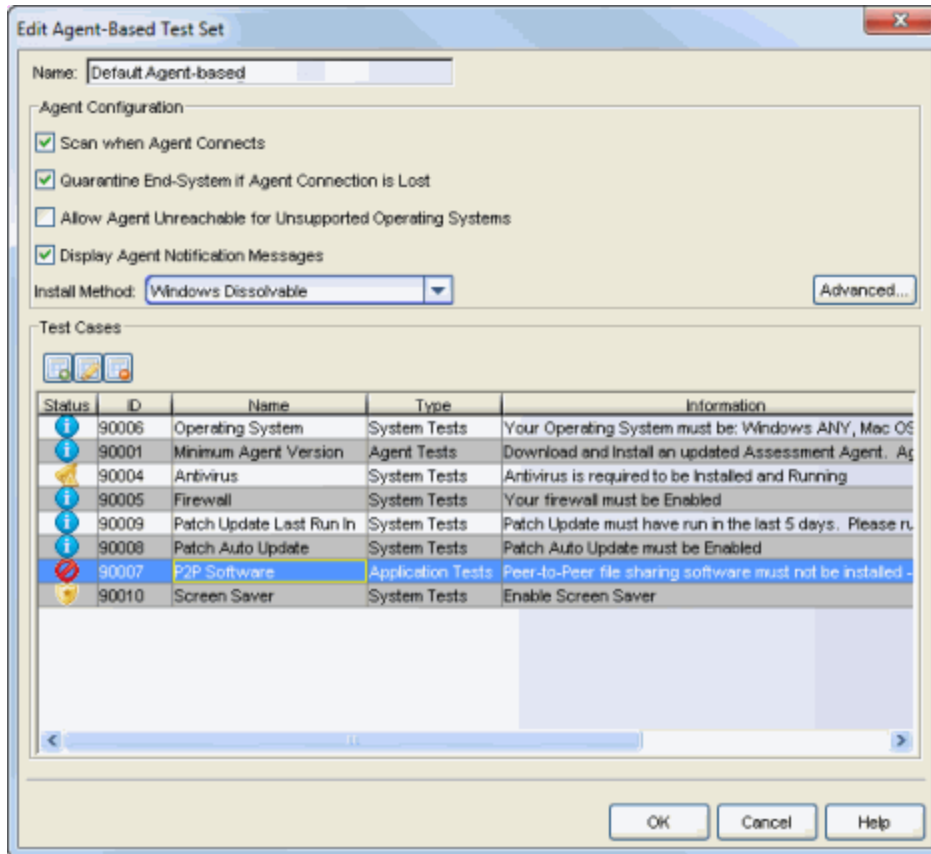 Edit Agent-Based Test Set
Name: Default Agent-based
Agent Configuration
Scan when Agent Connects
Quarantine End-System if Agent Connection is Lost
Allow Agent Unreachable for Unsupported Operating Systems
Display Agent Notification Messages
Install Method: Windows Dissolvable Advanced...
Test Cases
Status ID Name Type Information
90006 Operating System System Tests Your Operating System must be: Windows ANY, Mac OS
90001 Minimum Agent Version Agent Tests Download and Install an updated Assessment Agent. Ag
90004 Antivirus System Tests Antivirus is required to be Installed and Running
90005 Firewall System Tests Your firewall must be Enabled
90009 Patch Update Last Run In System Tests Patch Update must have run in the last 5 days. Please ru
90008 Patch Auto Update System Tests Patch Auto Update must be Enabled
90007 P2P Software Application Tests Peer-to-Peer file sharing software must not be installed -
90010 Screen Saver System Tests Enable Screen Saver
OK Cancel Help